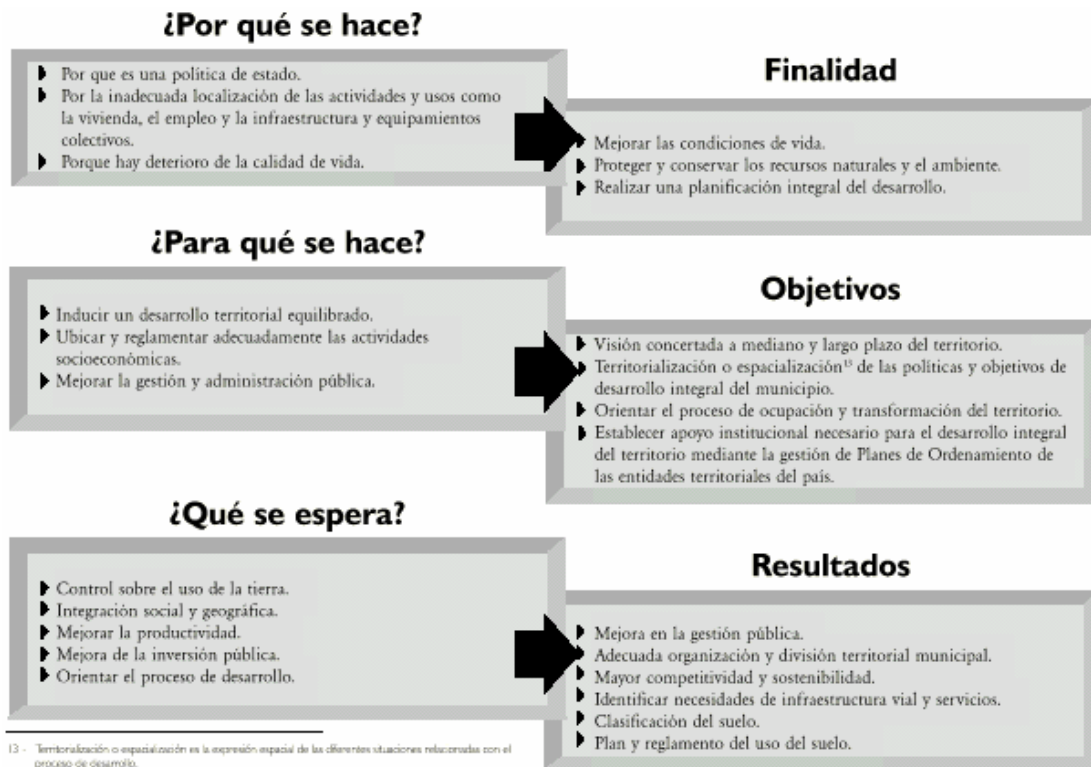 ¿Por qué se hace?
Por que es una política de estado.
Por la inadecuada localización de las actividades y usos como
la vivienda, el empleo y la infraestructura y equipamientos
colectivos.
Porque hay deterioro de la calidad de vida.
Finalidad
Mejorar las condiciones de vida.
Proteger y conservar los recursos naturales y el ambiente.
Realizar una planificación integral del desarrollo.
¿Para qué se hace?
Inducir un desarrollo territorial equilibrado.
Ubicar y reglamentar adecuadamente las actividades
socioeconómicas.
Mejorar la gestión y administración pública.
Objetivos
Visión concertada a mediano y largo plazo del territorio.
Territorialización o espacialización¹³ de las políticas y objetivos de
desarrollo integral del municipio.
Orientar el proceso de ocupación y transformación del territorio.
Establecer apoyo institucional necesario para el desarrollo integral
del territorio mediante la gestión de Planes de Ordenamiento de
las entidades territoriales del país.
¿Qué se espera?
Control sobre el uso de la tierra.
Integración social y geográfica.
Mejorar la productividad.
Mejora de la inversión pública.
Orientar el proceso de desarrollo.
Resultados
Mejora en la gestión pública.
Adecuada organización y división territorial municipal.
Mayor competitividad y sostenibilidad.
Identificar necesidades de infraestructura vial y servicios.
Clasificación del suelo.
Plan y reglamento del uso del suelo.
13 - Territorialización o espacialización es la expresión espacial de las diferentes situaciones relacionadas con el
proceso de desarrollo.